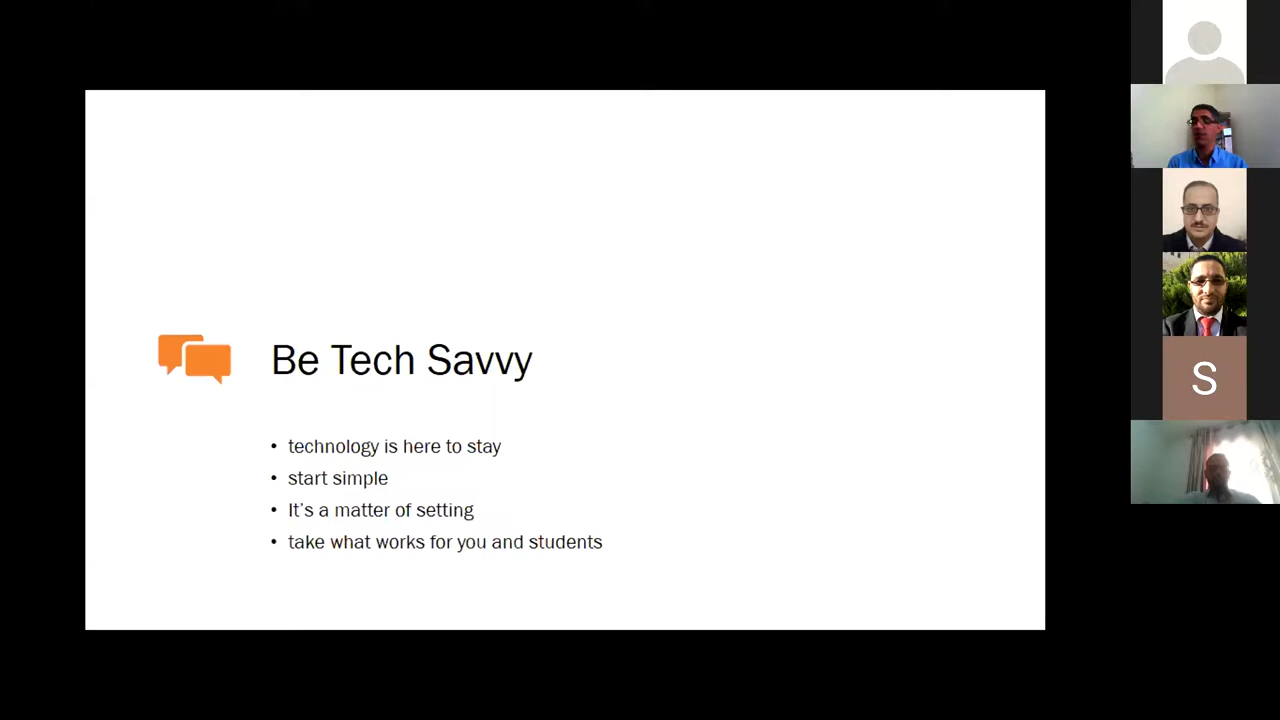 Be Tech Savvy
• technology is here to stay
• start simple
• It's a matter of setting
• take what works for you and students
S